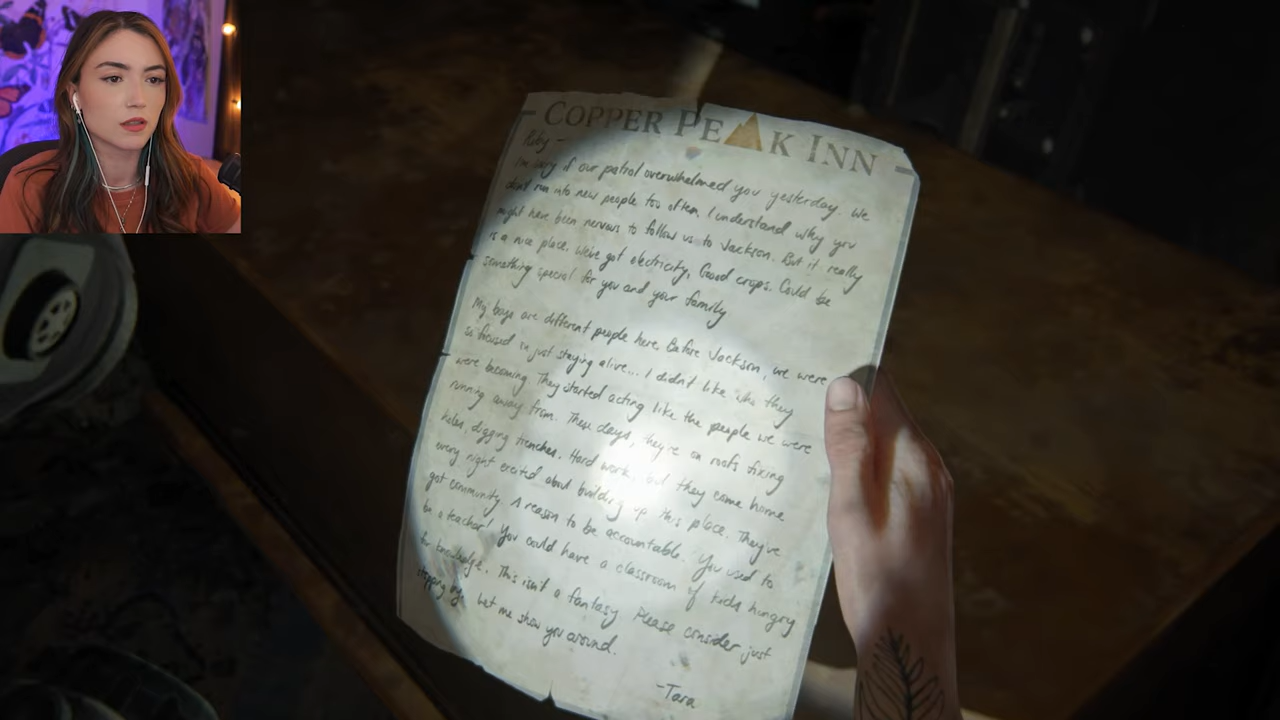 COPPER PEAK INN
Ruby -
I'm sorry if our patrol overwhelmed you yesterday. We
don't run into new people too often. I understand why you
might have been nervous to follow us to Jackson. But it really
is a nice place. We've got electricity, Good crops. Could be
something special for you and your family
My boys are different people here. Before Jackson, we were
so focused on just staying alive... I didn't like who they
were becoming. They started acting like the people we were
running away from. These days, they're on roofs fixing
holes, digging trenches. Hard work, but they come home
every night excited about building up this place. They've
got community. A reason to be accountable. You used to
be a teacher! You could have a classroom of kids hungry
for knowledge. This isn't a fantasy. Please consider just
stopping by. Let me show you around.
-Tara